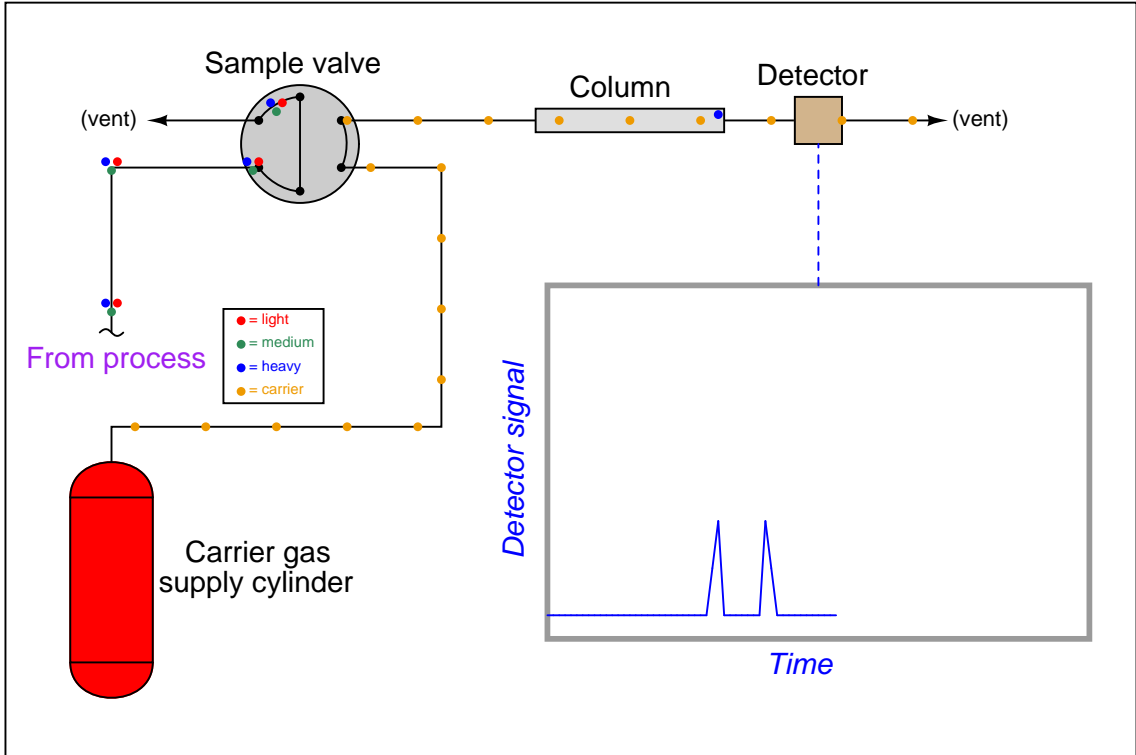 Sample valve
Column
Detector
(vent)
(vent)
From process
= light
= medium
= heavy
= carrier
Detector signal
Carrier gas
supply cylinder
Time